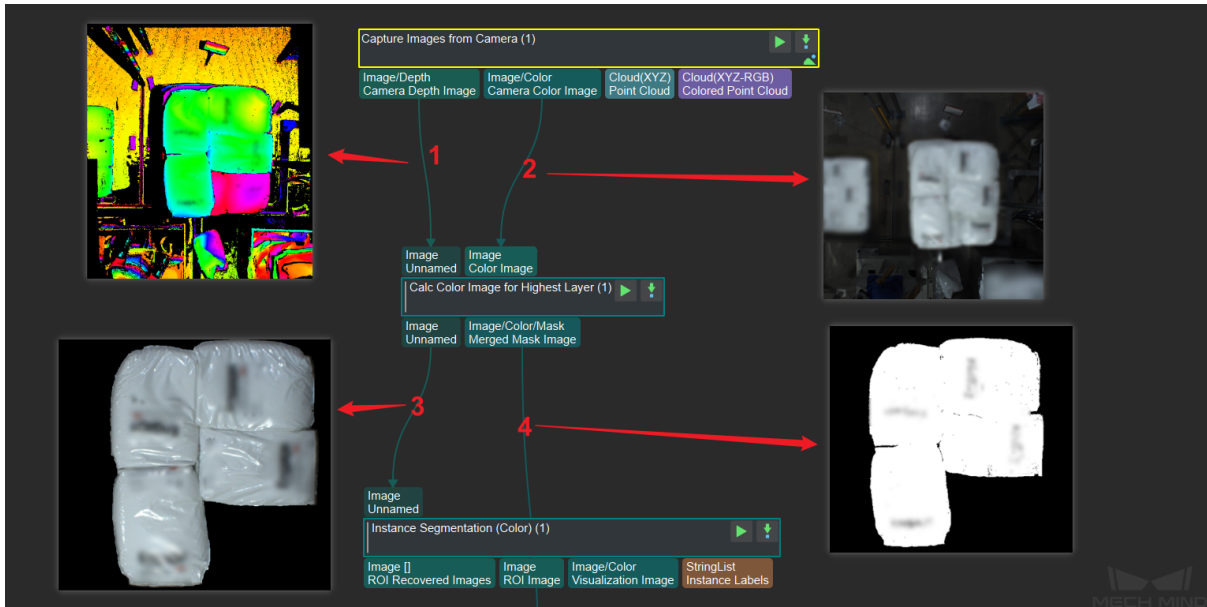 Capture Images from Camera (1)
Image/Depth
Camera Depth Image
Image/Color
Camera Color Image
Cloud(XYZ)
Point Cloud
Cloud(XYZ-RGB)
Colored Point Cloud
1
2
Image
Unnamed
Image
Color Image
Calc Color Image for Highest Layer (1)
Image
Unnamed
Image/Color/Mask
Merged Mask Image
3
4
Image
Unnamed
Instance Segmentation (Color) (1)
Image []
ROI Recovered Images
Image
ROI Image
Image/Color
Visualization Image
StringList
Instance Labels
MECH MIND